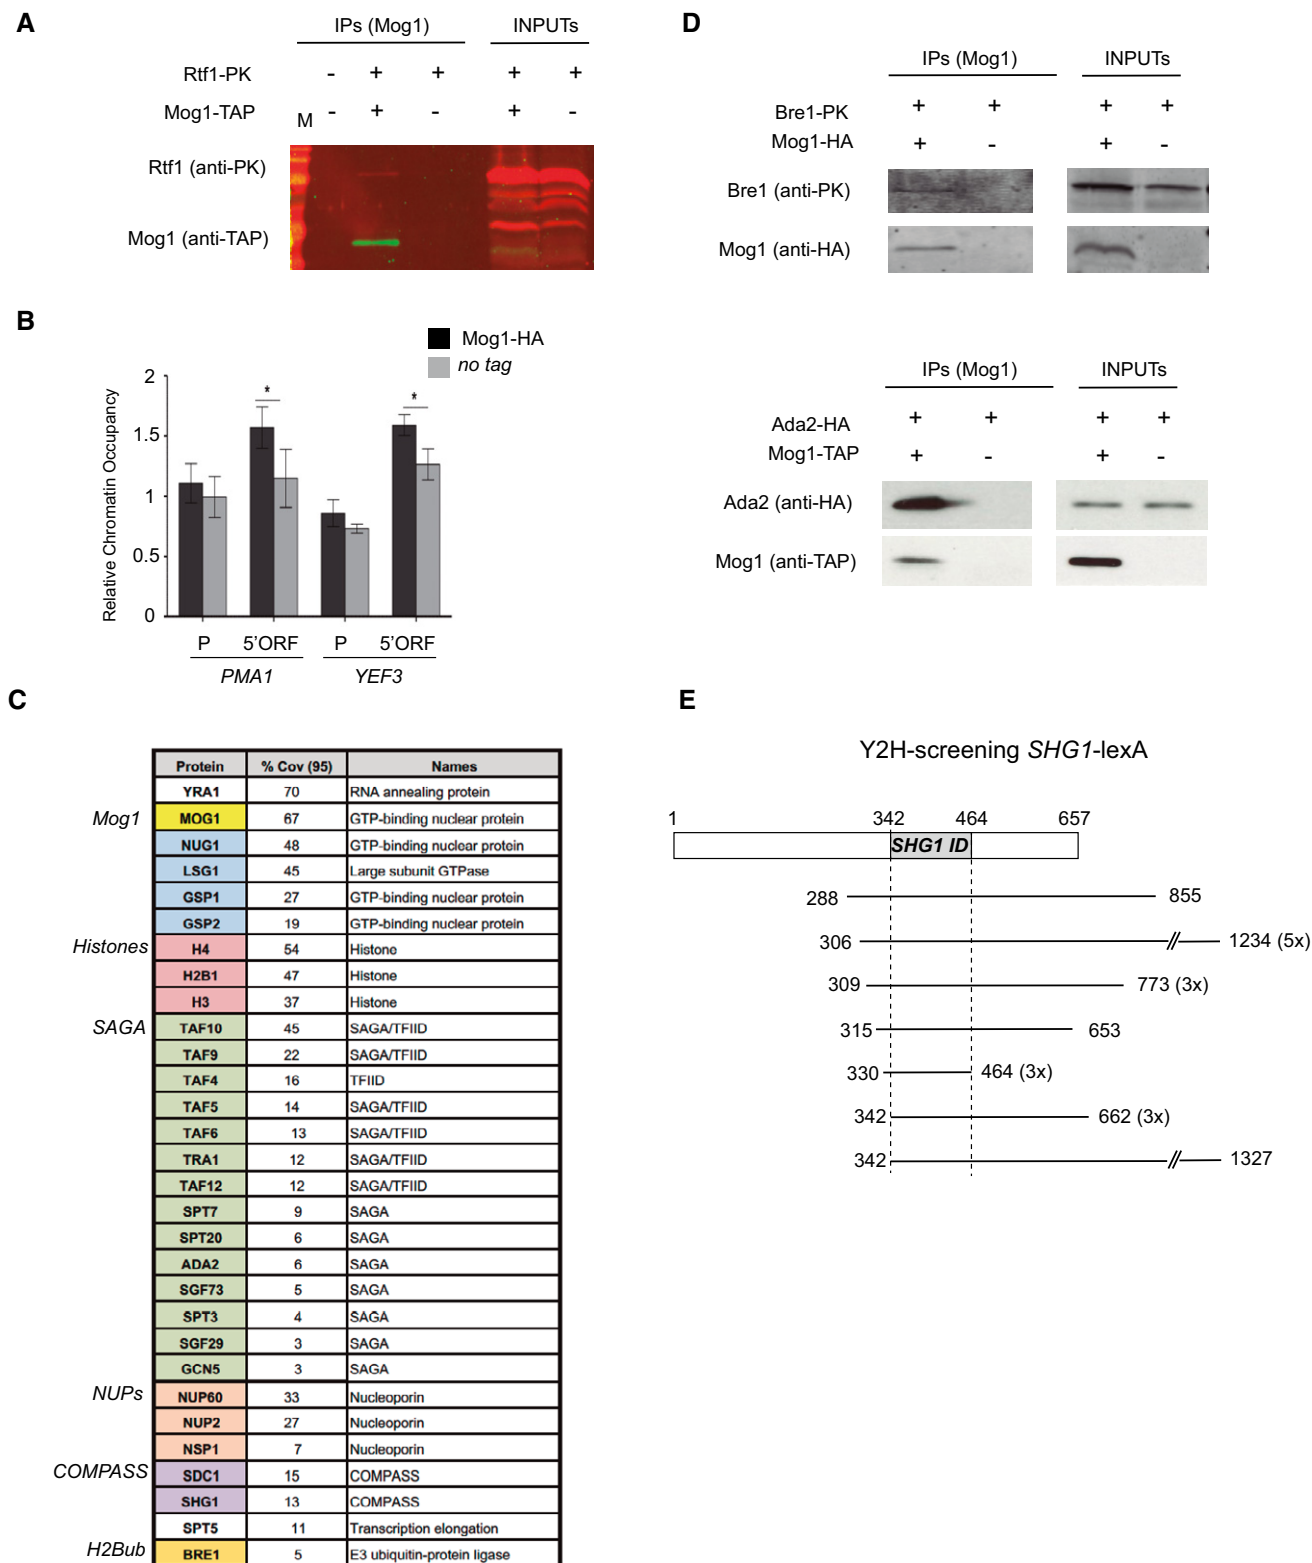 A
IPs (Mog1) INPUTs
Rtf1-PK - + + + +
Mog1-TAP - + - + -
M
Rtf1 (anti-PK)
Mog1 (anti-TAP)
B
Mog1-HA
no tag
Relative Chromatin Occupancy
2
1.5
1
0.5
0
* *
P 5'ORF P 5'ORF
PMA1 YEF3
C
Protein % Cov (95) Names
YRA1 70 RNA annealing protein
Mog1 MOG1 67 GTP-binding nuclear protein
NUG1 48 GTP-binding nuclear protein
LSG1 45 Large subunit GTPase
GSP1 27 GTP-binding nuclear protein
GSP2 19 GTP-binding nuclear protein
Histones H4 54 Histone
H2B1 47 Histone
H3 37 Histone
SAGA TAF10 45 SAGA/TFIID
TAF9 22 SAGA/TFIID
TAF4 16 TFIID
TAF5 14 SAGA/TFIID
TAF6 13 SAGA/TFIID
TRA1 12 SAGA/TFIID
TAF12 12 SAGA/TFIID
SPT7 9 SAGA
SPT20 6 SAGA
ADA2 6 SAGA
SGF73 5 SAGA
SPT3 4 SAGA
SGF29 3 SAGA
GCN5 3 SAGA
NUPs NUP60 33 Nucleoporin
NUP2 27 Nucleoporin
NSP1 7 Nucleoporin
COMPASS SDC1 15 COMPASS
SHG1 13 COMPASS
SPT5 11 Transcription elongation
H2Bub BRE1 5 E3 ubiquitin-protein ligase
D
IPs (Mog1) INPUTs
Bre1-PK + + + +
Mog1-HA + - + -
Bre1 (anti-PK)
Mog1 (anti-HA)
IPs (Mog1) INPUTs
Ada2-HA + + + +
Mog1-TAP + - + -
Ada2 (anti-HA)
Mog1 (anti-TAP)
E
Y2H-screening SHG1-lexA
1 342 464 657
SHG1 ID
288 855
306 1234 (5x)
309 773 (3x)
315 653
330 464 (3x)
342 662 (3x)
342 1327